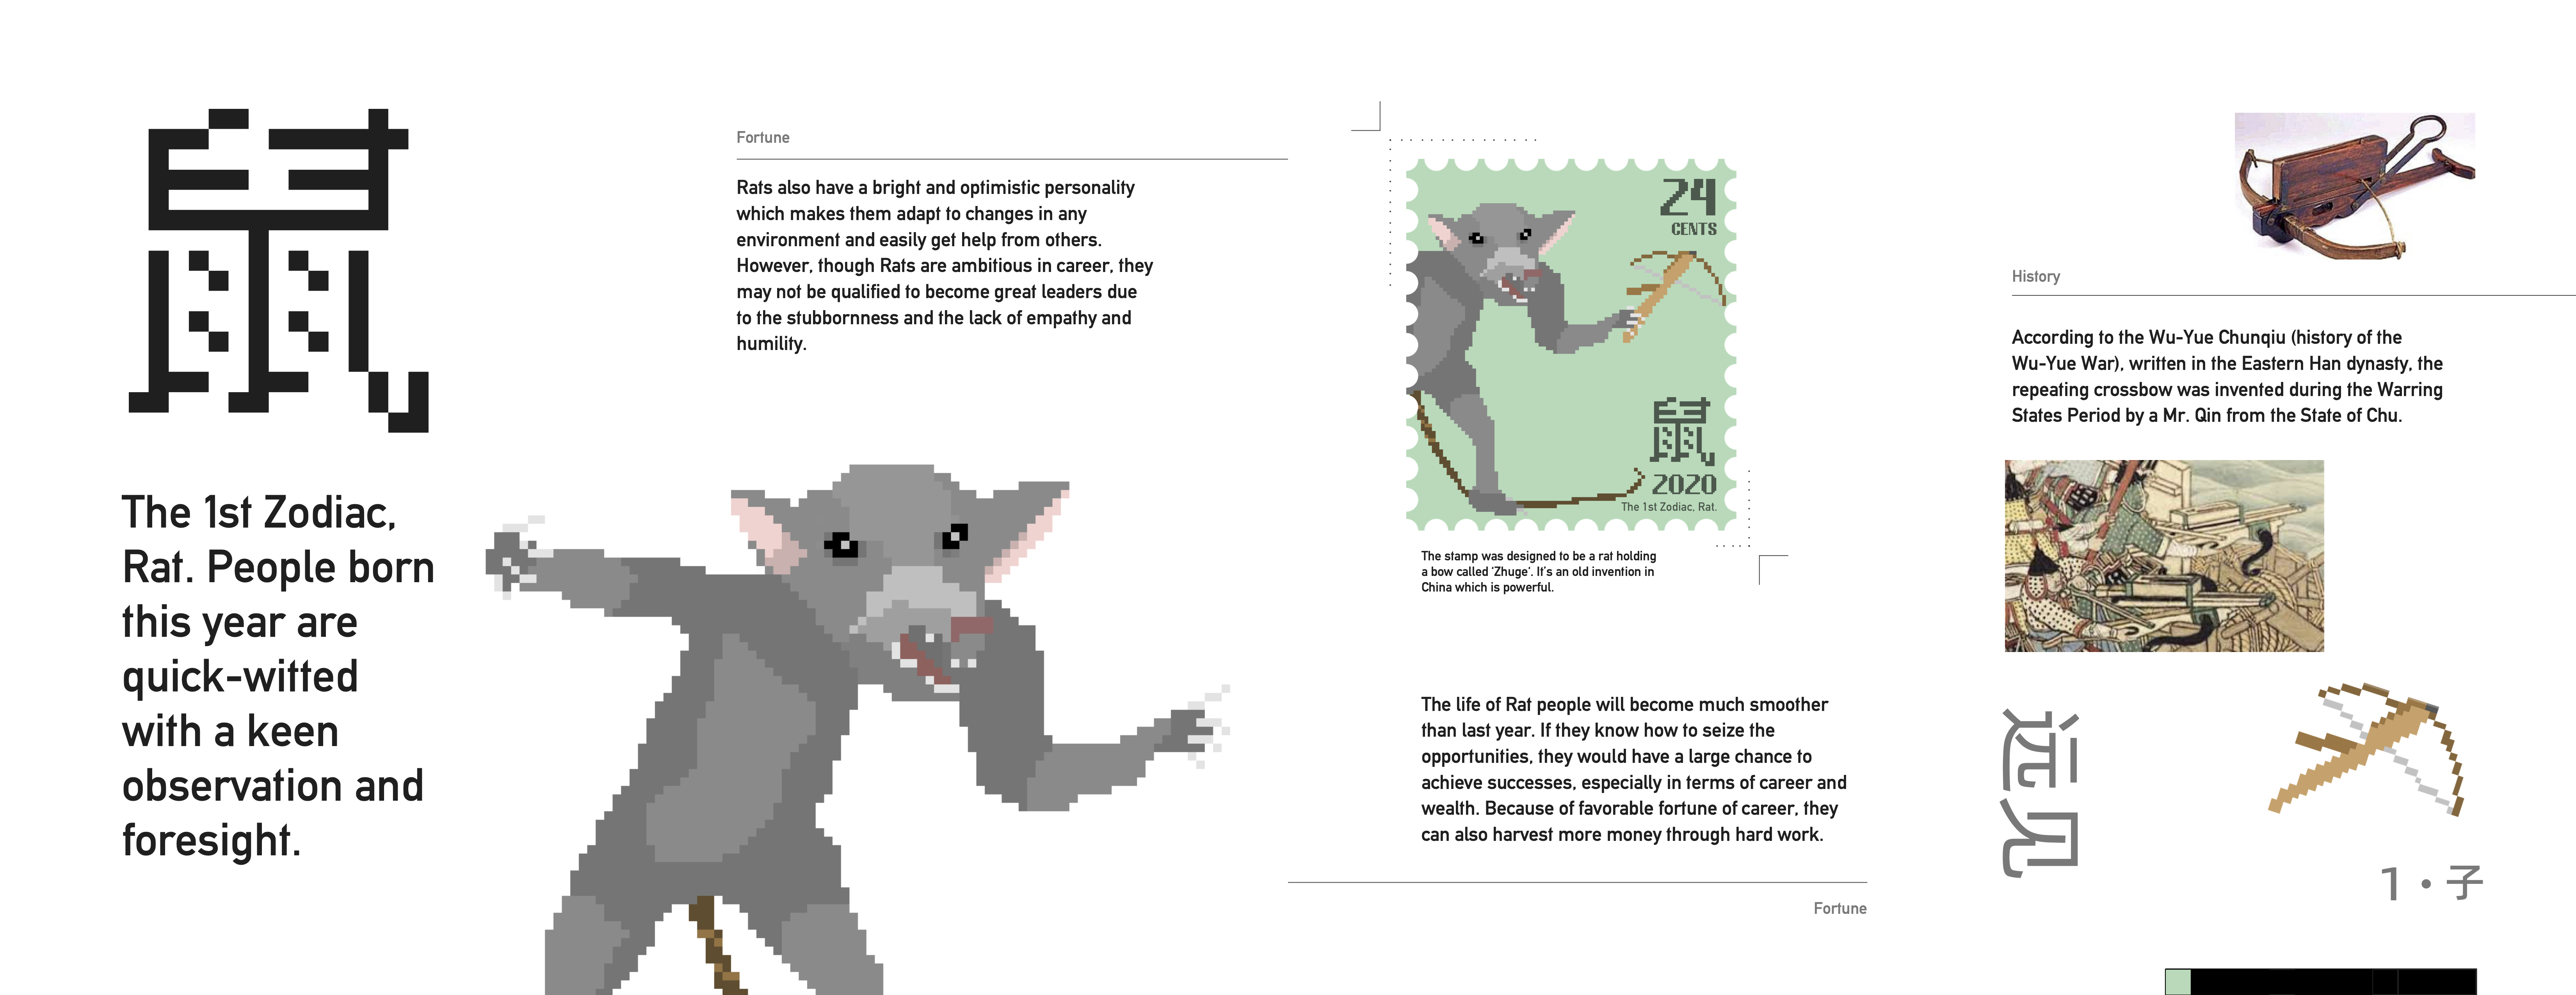 鼠
The 1st Zodiac,
Rat. People born
this year are
quick-witted
with a keen
observation and
foresight.
Fortune
Rats also have a bright and optimistic personality
which makes them adapt to changes in any
environment and easily get help from others.
However, though Rats are ambitious in career, they
may not be qualified to become great leaders due
to the stubbornness and the lack of empathy and
humility.
24
CENTS
鼠
2020
The 1st Zodiac, Rat.
The stamp was designed to be a rat holding
a bow called ‘Zhuge’. It’s an old invention in
China which is powerful.
The life of Rat people will become much smoother
than last year. If they know how to seize the
opportunities, they would have a large chance to
achieve successes, especially in terms of career and
wealth. Because of favorable fortune of career, they
can also harvest more money through hard work.
Fortune
History
According to the Wu-Yue Chunqiu (history of the
Wu-Yue War), written in the Eastern Han dynasty, the
repeating crossbow was invented during the Warring
States Period by a Mr. Qin from the State of Chu.
远见
1・子